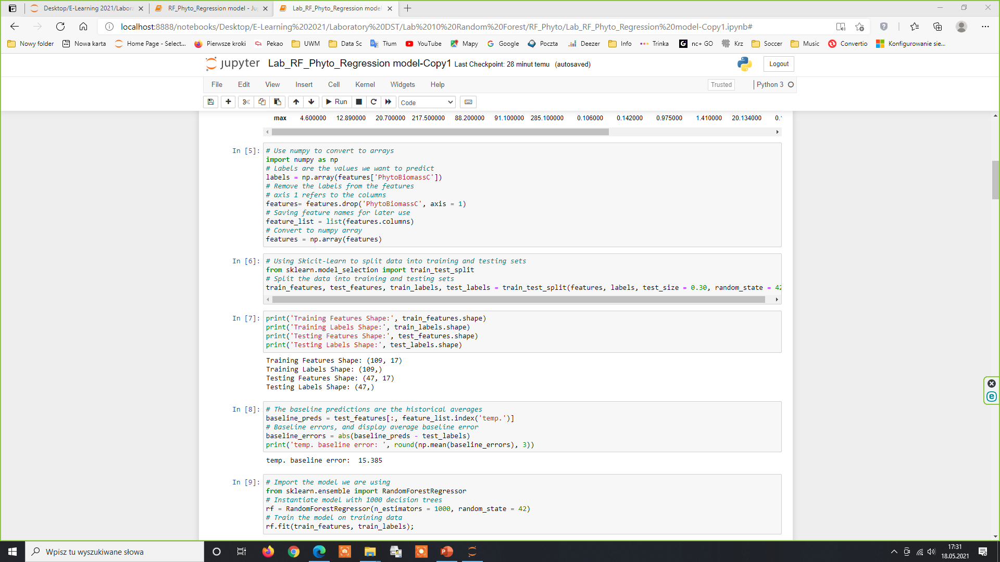 Desktop/E-Learning 2021/Labora
RF_Phyto_Regression model - Ju
Lab_RF_Phyto_Regression model
localhost:8888/notebooks/Desktop/E-Learning%202021/Laboratory%20DST/Lab%2010%20Random%20Forest/RF_Phyto/Lab_RF_Phyto_Regression%20model-Copy1.ipynb#
Nowy folder Nowa karta Home Page - Select... Pierwsze kroki Pekao UWM Data Sc Tłum YouTube Mapy Google Poczta Deezer Info Trinka nc+ GO Krz Soccer Music Convertio Konfigurowanie sie...
jupyter Lab_RF_Phyto_Regression model-Copy1 Last Checkpoint: 28 minut temu (autosaved) Logout
File Edit View Insert Cell Kernel Widgets Help Trusted Python 3
Run Code
max 4.600000 12.890000 20.700000 217.500000 88.200000 91.100000 285.100000 0.106000 0.142000 0.975000 1.410000 20.134000 0.
In [5]: # Use numpy to convert to arrays
import numpy as np
# Labels are the values we want to predict
labels = np.array(features['PhytoBiomassC'])
# Remove the labels from the features
# axis 1 refers to the columns
features= features.drop('PhytoBiomassC', axis = 1)
# Saving feature names for later use
feature_list = list(features.columns)
# Convert to numpy array
features = np.array(features)
In [6]: # Using Skicit-learn to split data into training and testing sets
from sklearn.model_selection import train_test_split
# Split the data into training and testing sets
train_features, test_features, train_labels, test_labels = train_test_split(features, labels, test_size = 0.30, random_state = 42
In [7]: print('Training Features Shape:', train_features.shape)
print('Training Labels Shape:', train_labels.shape)
print('Testing Features Shape:', test_features.shape)
print('Testing Labels Shape:', test_labels.shape)
Training Features Shape: (109, 17)
Training Labels Shape: (109,)
Testing Features Shape: (47, 17)
Testing Labels Shape: (47,)
In [8]: # The baseline predictions are the historical averages
baseline_preds = test_features[:, feature_list.index('temp.')]
# Baseline errors, and display average baseline error
baseline_errors = abs(baseline_preds - test_labels)
print('temp. baseline error: ', round(np.mean(baseline_errors), 3))
temp. baseline error:  15.385
In [9]: # Import the model we are using
from sklearn.ensemble import RandomForestRegressor
# Instantiate model with 1000 decision trees
rf = RandomForestRegressor(n_estimators = 1000, random_state = 42)
# Train the model on training data
rf.fit(train_features, train_labels);
Wpisz tu wyszukiwane słowa
17:31
18.05.2021